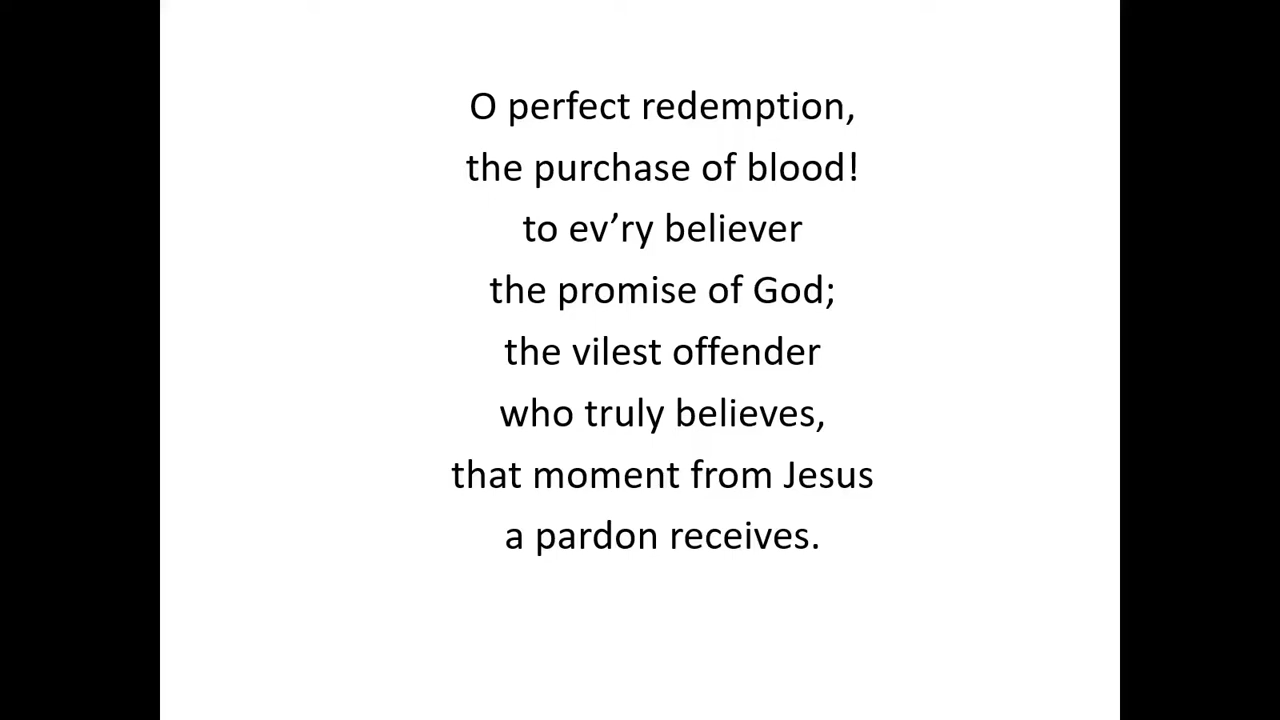 O perfect redemption,
the purchase of blood!
to ev’ry believer
the promise of God;
the vilest offender
who truly believes,
that moment from Jesus
a pardon receives.